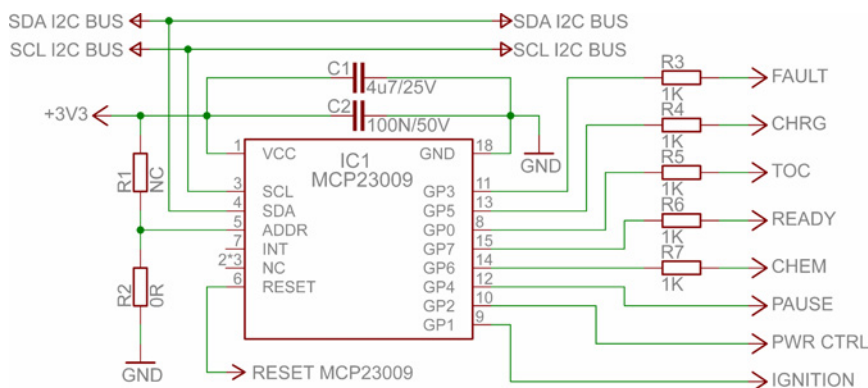 SDA I2C BUS
SDA I2C BUS
SCL I2C BUS
SCL I2C BUS
C1
4u7/25V
C2
100N/50V
+3V3
GND
R1
NC
R2
0R
GND
IC1
MCP23009
1 VCC
3 SCL
4 SDA
5 ADDR
7 INT
2*3 NC
6 RESET
GND 18
GP3 11
GP5 13
GP0 8
GP7 15
GP6 14
GP4 12
GP2 10
GP1 9
RESET MCP23009
R3
1K
FAULT
R4
1K
CHRG
R5
1K
TOC
R6
1K
READY
R7
1K
CHEM
PAUSE
PWR CTRL
IGNITION